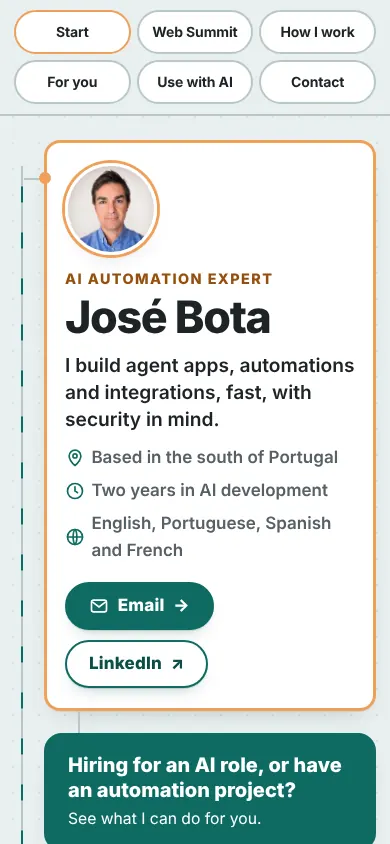 Start
Web Summit
How I work
For you
Use with AI
Contact
AI AUTOMATION EXPERT
José Bota
I build agent apps, automations
and integrations, fast, with
security in mind.
Based in the south of Portugal
Two years in AI development
English, Portuguese, Spanish
and French
Email →
LinkedIn ↗
Hiring for an AI role, or have
an automation project?
See what I can do for you.